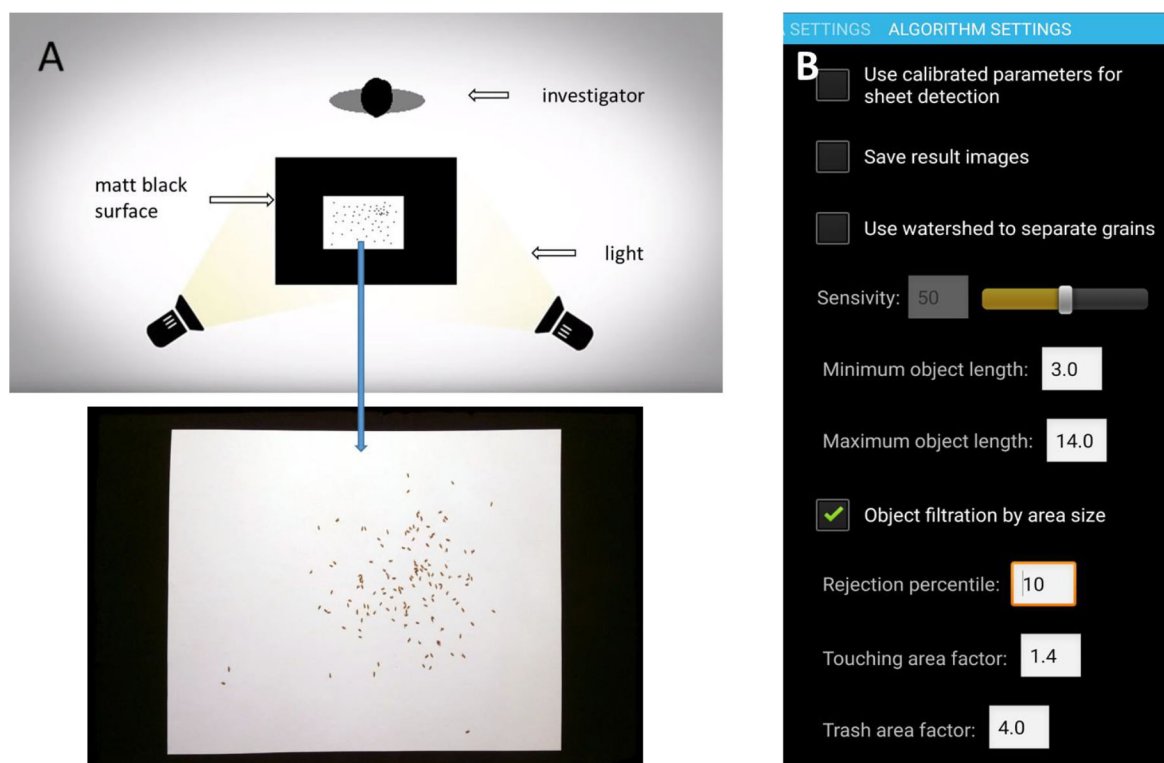 A
investigator
matt black
surface
light
SETTINGS ALGORITHM SETTINGS
B
Use calibrated parameters for
sheet detection
Save result images
Use watershed to separate grains
Sensivity: 50
Minimum object length: 3.0
Maximum object length: 14.0
Object filtration by area size
Rejection percentile: 10
Touching area factor: 1.4
Trash area factor: 4.0